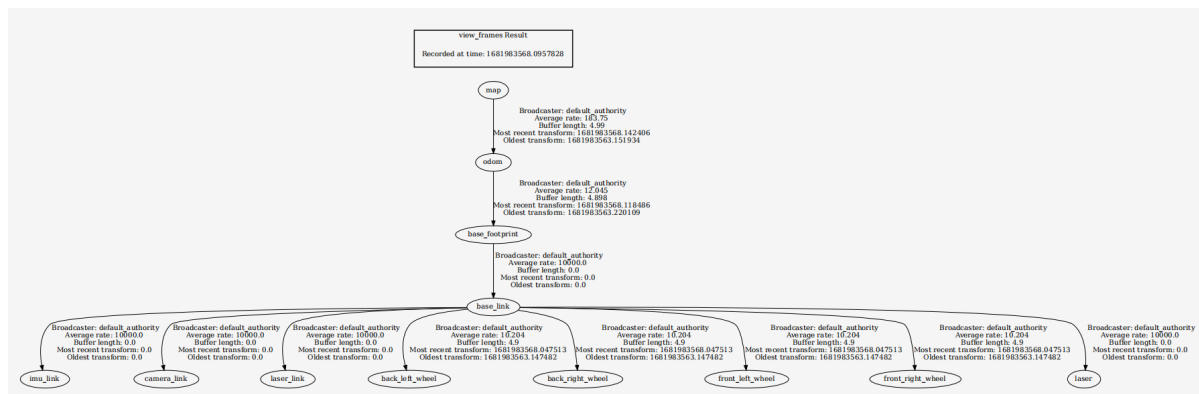 view_frames Result
Recorded at time: 1681983568.0957828
map
Broadcaster: default_authority
Average rate: 183.75
Buffer length: 4.99
Most recent transform: 1681983568.142406
Oldest transform: 1681983563.151934
odom
Broadcaster: default_authority
Average rate: 12.045
Buffer length: 4.898
Most recent transform: 1681983568.118486
Oldest transform: 1681983563.220109
base_footprint
Broadcaster: default_authority
Average rate: 10000.0
Buffer length: 0.0
Most recent transform: 0.0
Oldest transform: 0.0
base_link
Broadcaster: default_authority
Average rate: 10000.0
Buffer length: 0.0
Most recent transform: 0.0
Oldest transform: 0.0
imu_link
Broadcaster: default_authority
Average rate: 10000.0
Buffer length: 0.0
Most recent transform: 0.0
Oldest transform: 0.0
camera_link
Broadcaster: default_authority
Average rate: 10000.0
Buffer length: 0.0
Most recent transform: 0.0
Oldest transform: 0.0
laser_link
Broadcaster: default_authority
Average rate: 10.204
Buffer length: 4.9
Most recent transform: 1681983568.047513
Oldest transform: 1681983563.147482
back_left_wheel
Broadcaster: default_authority
Average rate: 10.204
Buffer length: 4.9
Most recent transform: 1681983568.047513
Oldest transform: 1681983563.147482
back_right_wheel
Broadcaster: default_authority
Average rate: 10.204
Buffer length: 4.9
Most recent transform: 1681983568.047513
Oldest transform: 1681983563.147482
front_left_wheel
Broadcaster: default_authority
Average rate: 10.204
Buffer length: 4.9
Most recent transform: 1681983568.047513
Oldest transform: 1681983563.147482
front_right_wheel
Broadcaster: default_authority
Average rate: 10000.0
Buffer length: 0.0
Most recent transform: 0.0
Oldest transform: 0.0
laser